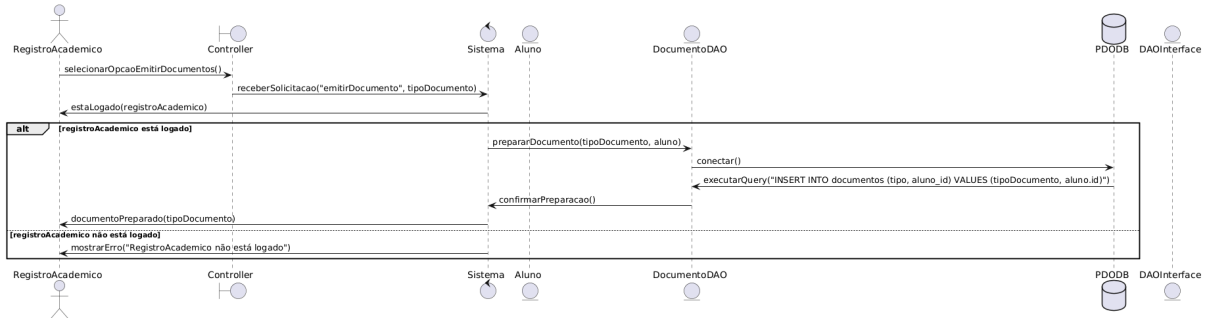 RegistroAcademico Controller Sistema Aluno DocumentoDAO PDODB DAOInterface
selecionarOpcaoEmitirDocumentos()
receberSolicitacao("emitirDocumento", tipoDocumento)
estaLogado(registroAcademico)
alt [registroAcademico está logado]
prepararDocumento(tipoDocumento, aluno)
conectar()
executarQuery("INSERT INTO documentos (tipo, aluno_id) VALUES (tipoDocumento, aluno.id)")
confirmarPreparacao()
documentoPreparado(tipoDocumento)
[registroAcademico não está logado]
mostrarErro("RegistroAcademico não está logado")
RegistroAcademico Controller Sistema Aluno DocumentoDAO PDODB DAOInterface